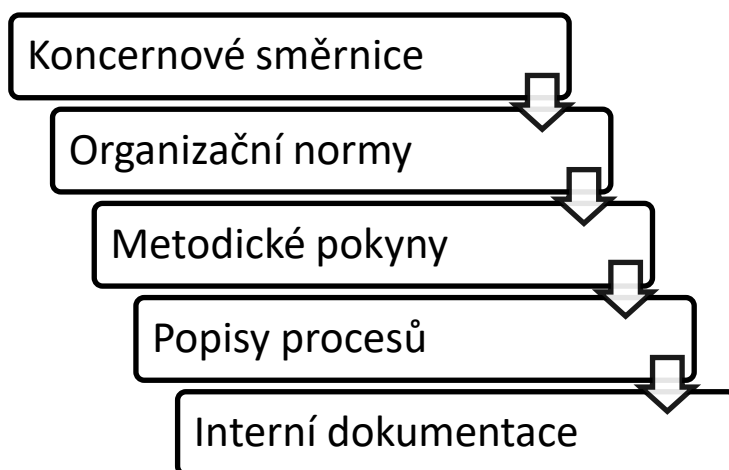 Koncernové směrnice
Organizační normy
Metodické pokyny
Popisy procesů
Interní dokumentace